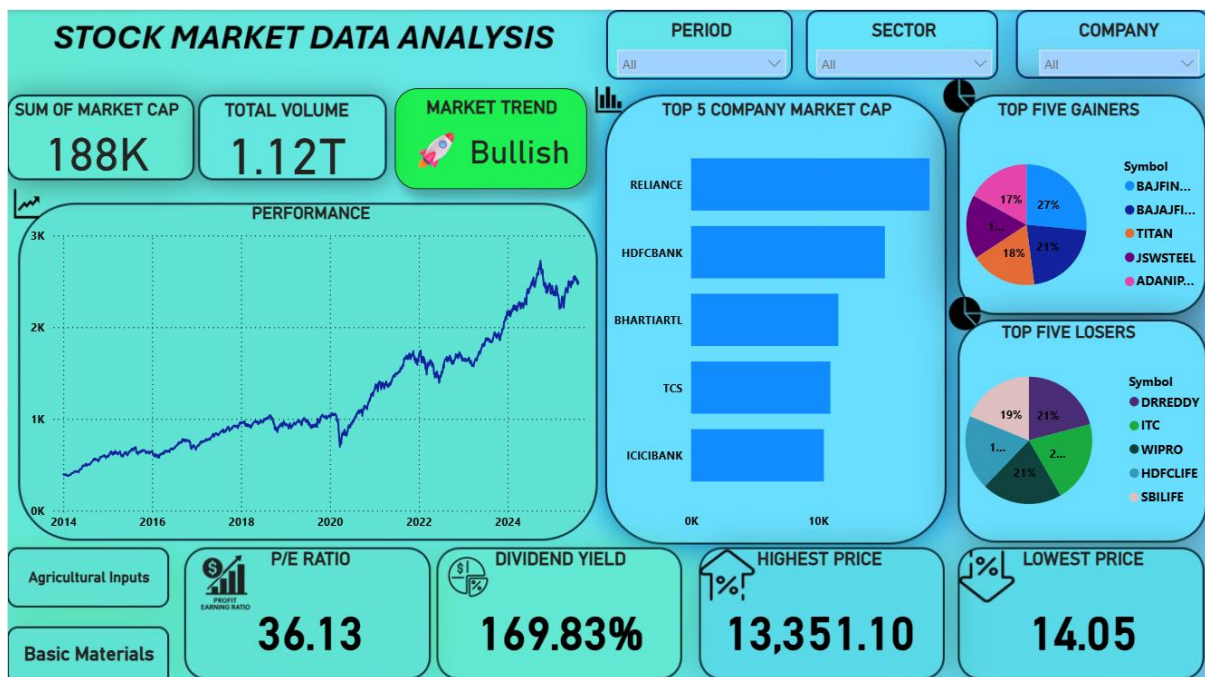 STOCK MARKET DATA ANALYSIS
PERIOD
All
SECTOR
All
COMPANY
All
SUM OF MARKET CAP
188K
TOTAL VOLUME
1.12T
MARKET TREND
🚀 Bullish
PERFORMANCE
3K
2K
1K
0K
2014 2016 2018 2020 2022 2024
TOP 5 COMPANY MARKET CAP
RELIANCE
HDFCBANK
BHARTIARTL
TCS
ICICIBANK
0K 10K
TOP FIVE GAINERS
17%
27%
1...
18%
21%
Symbol
BAJFIN...
BAJAJFI...
TITAN
JSWSTEEL
ADANIP...
TOP FIVE LOSERS
19%
21%
1...
2...
21%
Symbol
DRREDDY
ITC
WIPRO
HDFCLIFE
SBILIFE
Agricultural Inputs
Basic Materials
P/E RATIO
$
PROFIT
EARNING RATIO
36.13
DIVIDEND YIELD
$
%
169.83%
HIGHEST PRICE
%
13,351.10
LOWEST PRICE
%
14.05